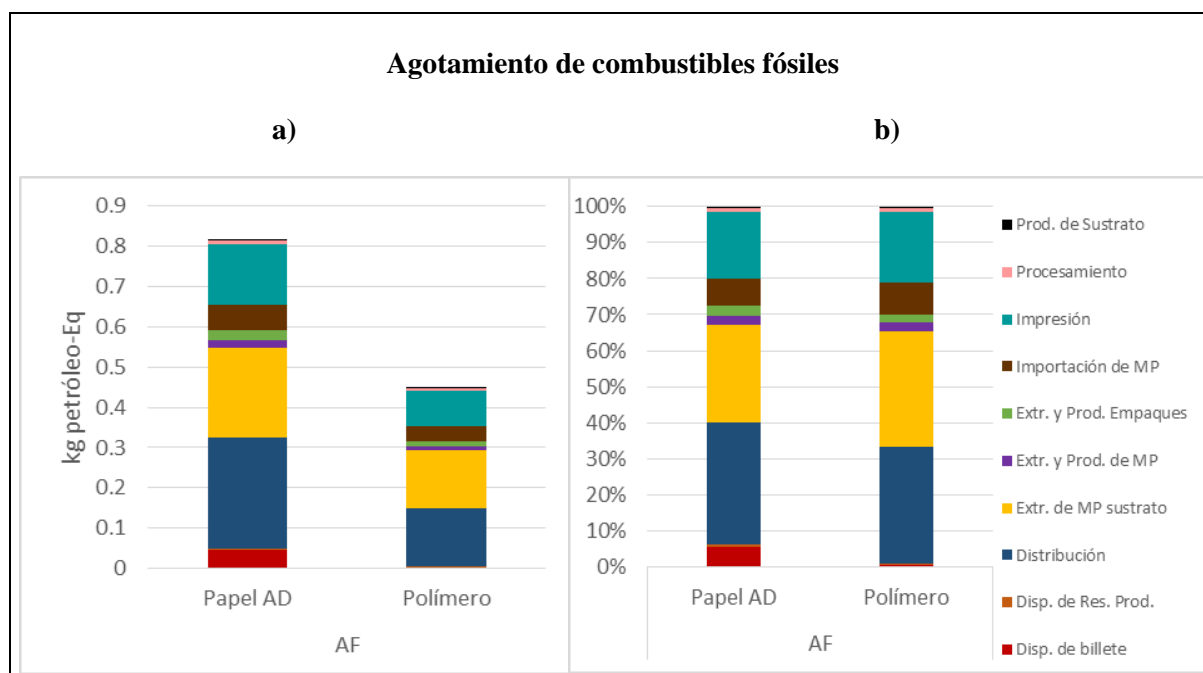 Agotamiento de combustibles fósiles
a)
b)
kg petróleo-Eq
0.9
0.8
0.7
0.6
0.5
0.4
0.3
0.2
0.1
0
Papel AD
Polímero
AF
100%
90%
80%
70%
60%
50%
40%
30%
20%
10%
0%
Papel AD
Polímero
AF
Prod. de Sustrato
Procesamiento
Impresión
Importación de MP
Extr. y Prod. Empaques
Extr. y Prod. de MP
Extr. de MP sustrato
Distribución
Disp. de Res. Prod.
Disp. de billete